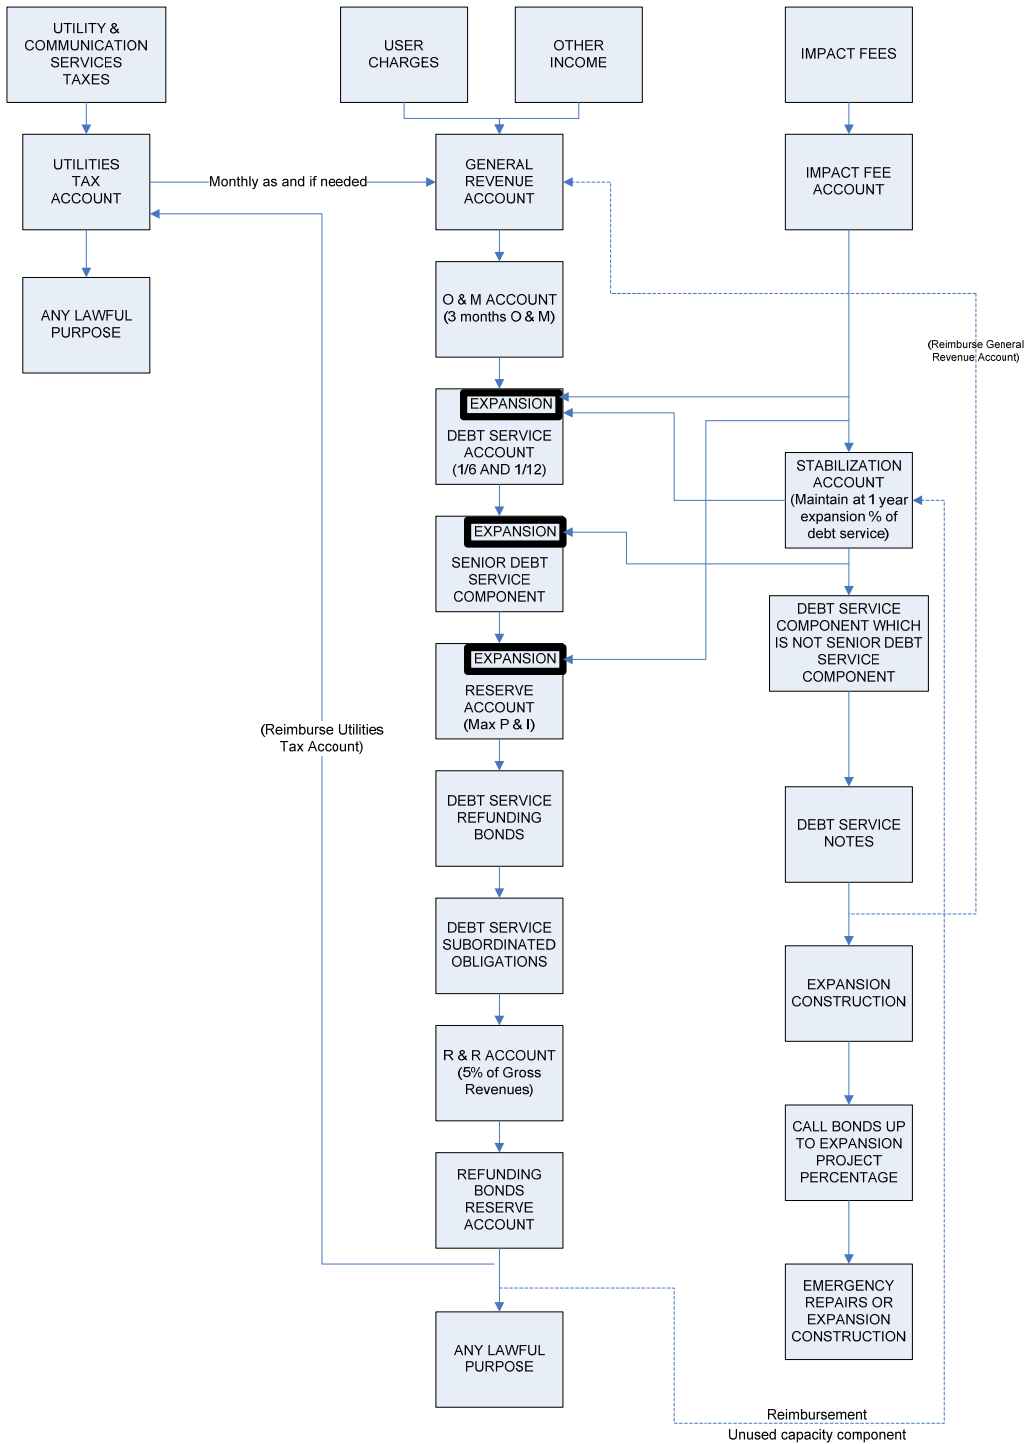 UTILITY &
COMMUNICATION
SERVICES
TAXES
USER
CHARGES
OTHER
INCOME
IMPACT FEES
UTILITIES
TAX
ACCOUNT
Monthly as and if needed
GENERAL
REVENUE
ACCOUNT
IMPACT FEE
ACCOUNT
ANY LAWFUL
PURPOSE
O & M ACCOUNT
(3 months O & M)
(Reimburse General
Revenue Account)
EXPANSION
DEBT SERVICE
ACCOUNT
(1/6 AND 1/12)
STABILIZATION
ACCOUNT
(Maintain at 1 year
expansion % of
debt service)
EXPANSION
SENIOR DEBT
SERVICE
COMPONENT
DEBT SERVICE
COMPONENT WHICH
IS NOT SENIOR DEBT
SERVICE
COMPONENT
EXPANSION
RESERVE
ACCOUNT
(Max P & I)
(Reimburse Utilities
Tax Account)
DEBT SERVICE
REFUNDING
BONDS
DEBT SERVICE
NOTES
DEBT SERVICE
SUBORDINATED
OBLIGATIONS
EXPANSION
CONSTRUCTION
R & R ACCOUNT
(5% of Gross
Revenues)
CALL BONDS UP
TO EXPANSION
PROJECT
PERCENTAGE
REFUNDING
BONDS
RESERVE
ACCOUNT
EMERGENCY
REPAIRS OR
EXPANSION
CONSTRUCTION
ANY LAWFUL
PURPOSE
Reimbursement
Unused capacity component